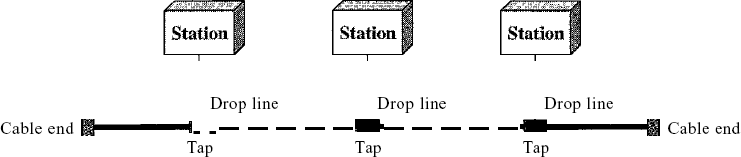 Station Station Station
Drop line Drop line Drop line
Cable end Cable end
Tap Tap Tap